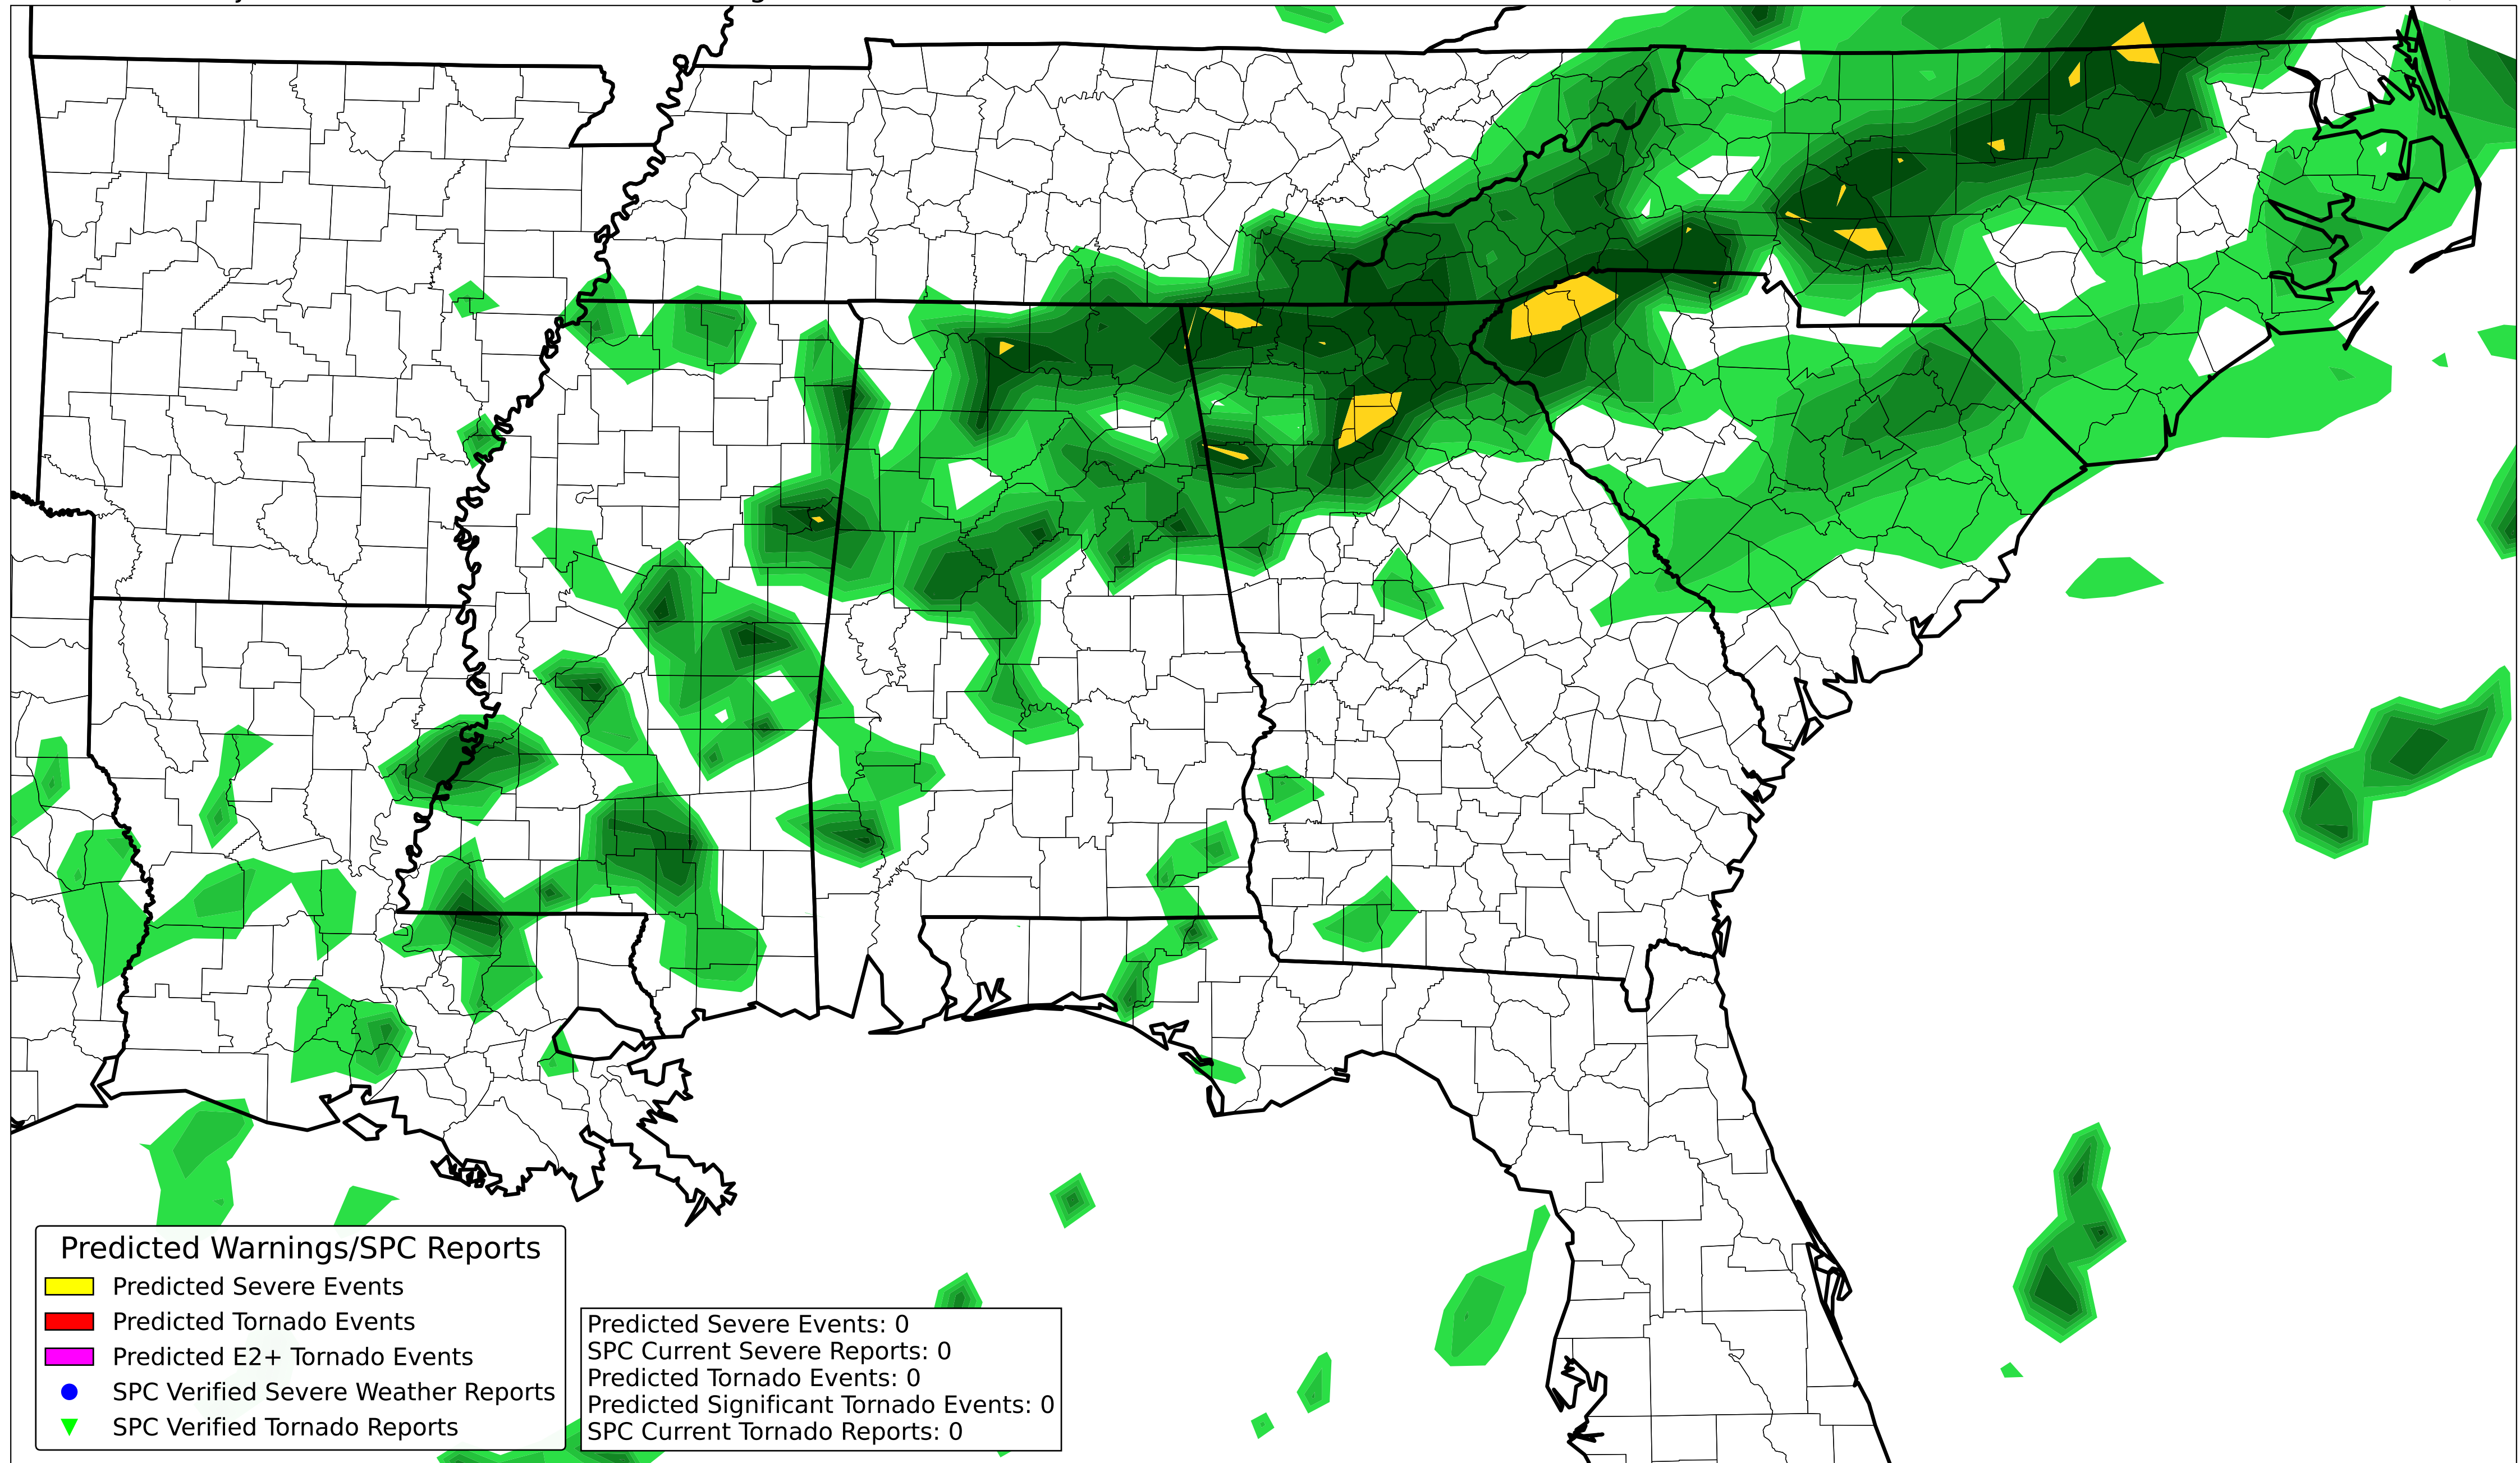 Predicted Warnings/SPC Reports
Predicted Severe Events
Predicted Tornado Events
Predicted E2+ Tornado Events
SPC Verified Severe Weather Reports
SPC Verified Tornado Reports
Predicted Severe Events: 0
SPC Current Severe Reports: 0
Predicted Tornado Events: 0
Predicted Significant Tornado Events: 0
SPC Current Tornado Reports: 0